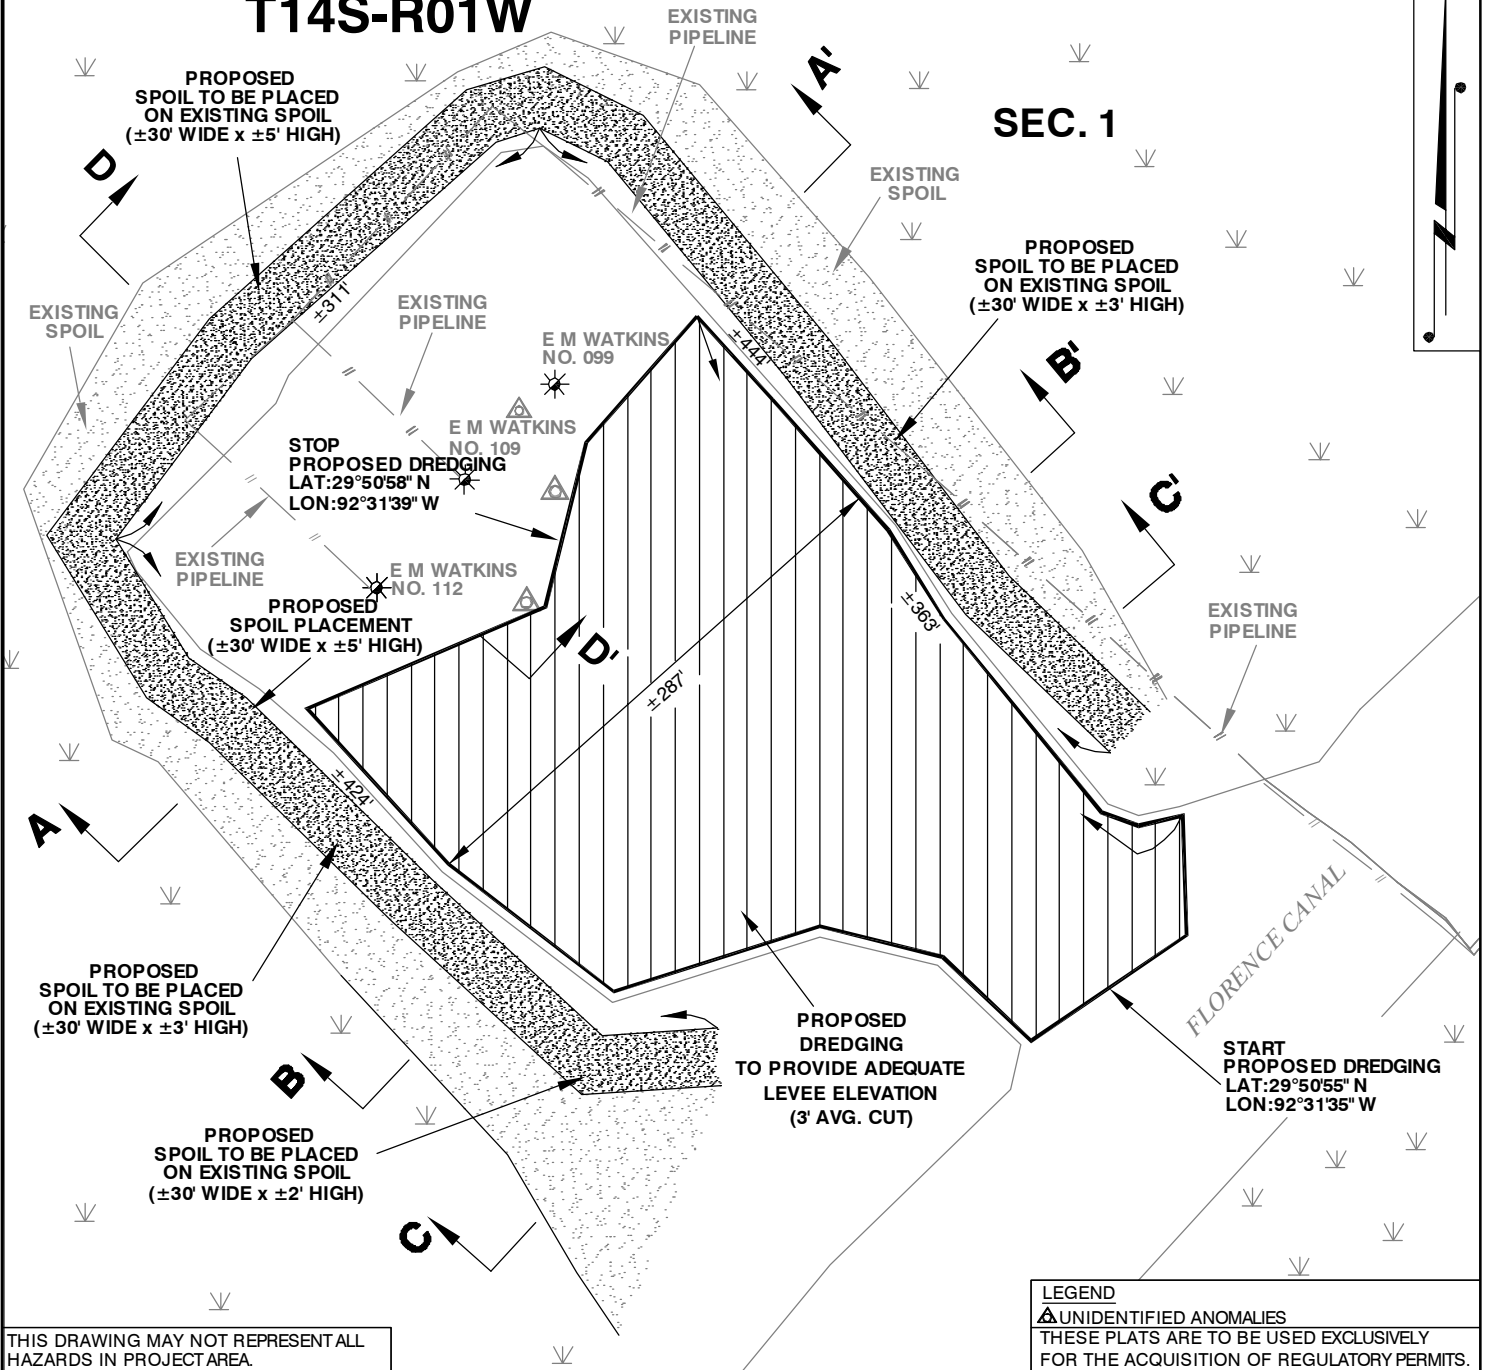 T14S-R01W
EXISTING
PIPELINE
A'
SEC. 1
PROPOSED
SPOIL TO BE PLACED
ON EXISTING SPOIL
(±30' WIDE x ±5' HIGH)
D
EXISTING
SPOIL
PROPOSED
SPOIL TO BE PLACED
ON EXISTING SPOIL
(±30' WIDE x ±3' HIGH)
EXISTING
SPOIL
±311'
EXISTING
PIPELINE
E M WATKINS
NO. 099
±444'
B'
E M WATKINS
NO. 109
STOP
PROPOSED DREDGING
LAT:29°50'58" N
LON:92°31'39" W
C'
EXISTING
PIPELINE
E M WATKINS
NO. 112
PROPOSED
SPOIL PLACEMENT
(±30' WIDE x ±5' HIGH)
D'
±363'
EXISTING
PIPELINE
±287'
±424'
A
FLORENCE CANAL
PROPOSED
SPOIL TO BE PLACED
ON EXISTING SPOIL
(±30' WIDE x ±3' HIGH)
PROPOSED
DREDGING
TO PROVIDE ADEQUATE
LEVEE ELEVATION
(3' AVG. CUT)
START
PROPOSED DREDGING
LAT:29°50'55" N
LON:92°31'35" W
B
PROPOSED
SPOIL TO BE PLACED
ON EXISTING SPOIL
(±30' WIDE x ±2' HIGH)
C
LEGEND
UNIDENTIFIED ANOMALIES
THESE PLATS ARE TO BE USED EXCLUSIVELY
FOR THE ACQUISITION OF REGULATORY PERMITS.
THIS DRAWING MAY NOT REPRESENT ALL
HAZARDS IN PROJECT AREA.